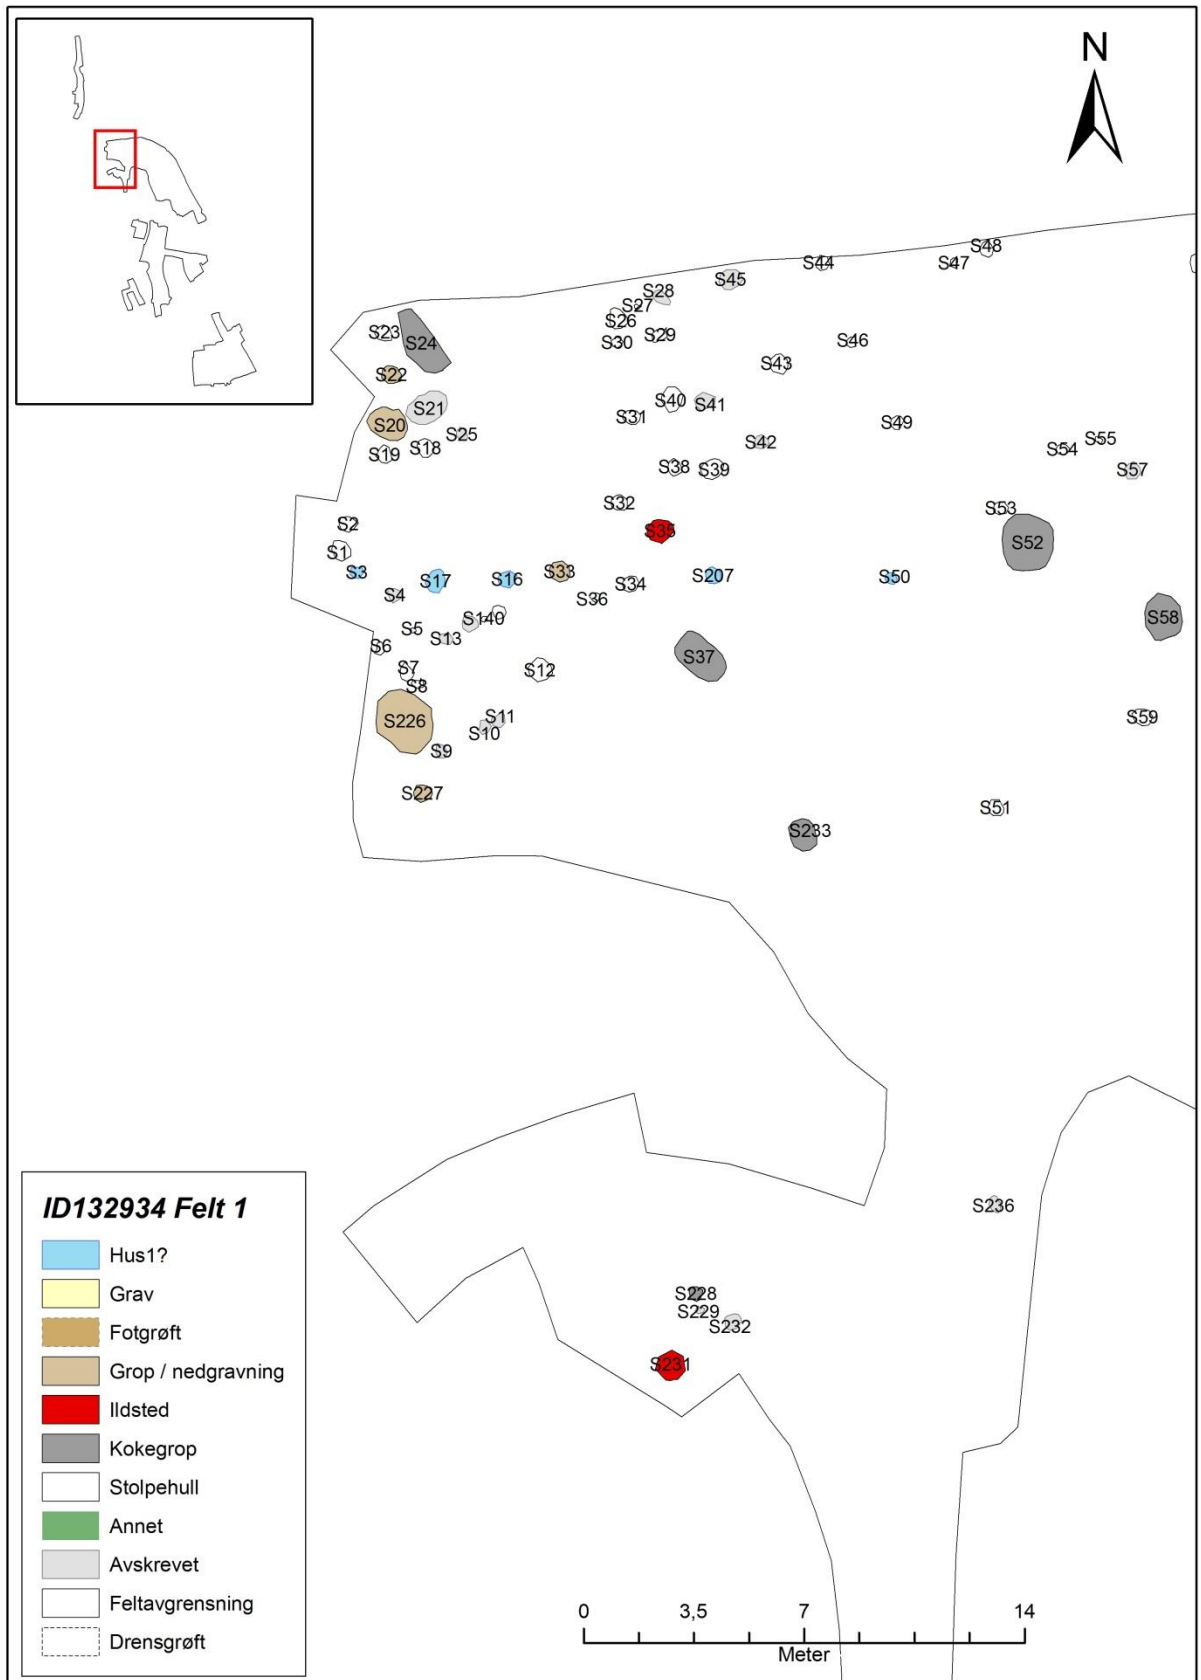 N
S48
S44
S47
S45
S28
S27
S26
S23
S24
S30
S29
S46
S43
S22
S21
S40
S41
S31
S20
S49
S25
S42
S55
S18
S54
S19
S38
S39
S57
S32
S53
S2
S35
S52
S1
S3
S17
S16
S33
S207
S50
S34
S4
S36
S140
S58
S5
S13
S6
S37
S7
S12
S8
S226
S11
S59
S10
S9
S227
S51
S233
S236
S228
S229
S232
S231
ID132934 Felt 1
Hus1?
Grav
Fotgrøft
Grop / nedgravning
Ildsted
Kokegrop
Stolpehull
Annet
Avskrevet
Feltavgrensning
Drensgrøft
0 3,5 7 14
Meter